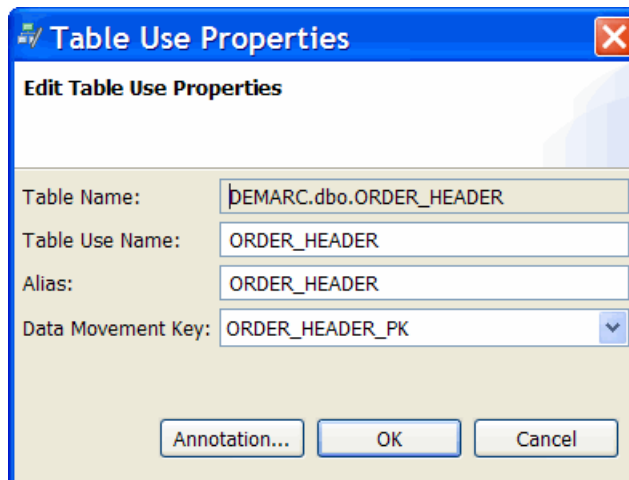 Table Use Properties
Edit Table Use Properties
Table Name: DEMARC.dbo.ORDER_HEADER
Table Use Name: ORDER_HEADER
Alias: ORDER_HEADER
Data Movement Key: ORDER_HEADER_PK
Annotation... OK Cancel